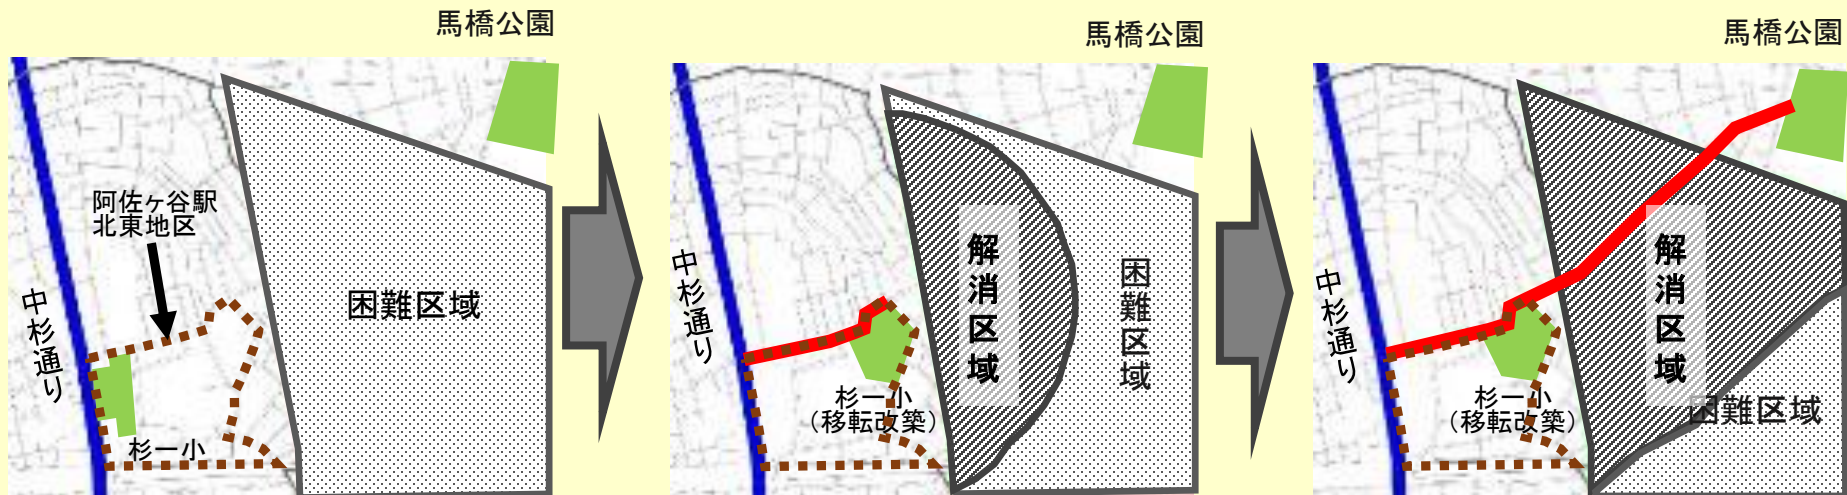 馬橋公園
阿佐ヶ谷駅
北東地区
中杉通り
困難区域
杉一小
馬橋公園
中杉通り
解消区域
困難区域
杉一小
（移転改築）
馬橋公園
中杉通り
解消区域
困難区域
杉一小
（移転改築）